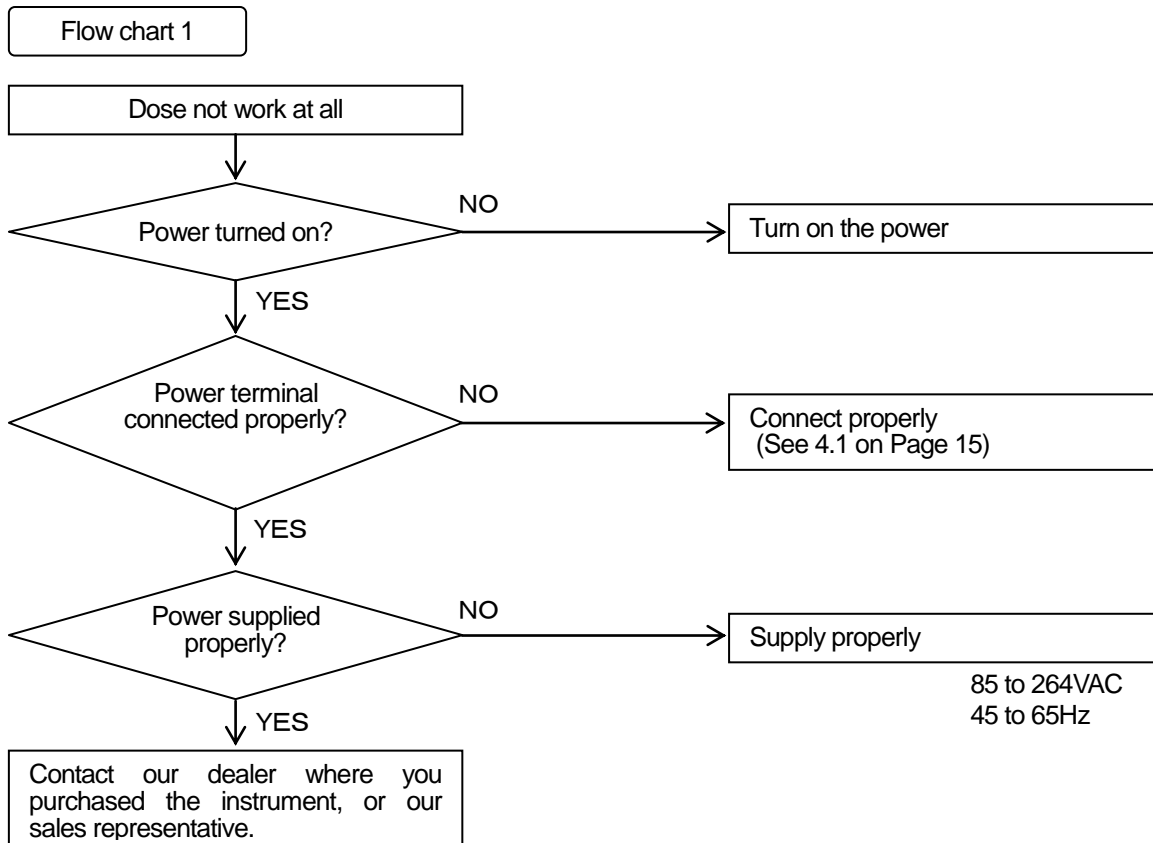 Flow chart 1
Dose not work at all
Power turned on?
NO
Turn on the power
YES
Power terminal
connected properly?
NO
Connect properly
(See 4.1 on Page 15)
YES
Power supplied
properly?
NO
Supply properly
85 to 264VAC
45 to 65Hz
YES
Contact our dealer where you
purchased the instrument, or our
sales representative.